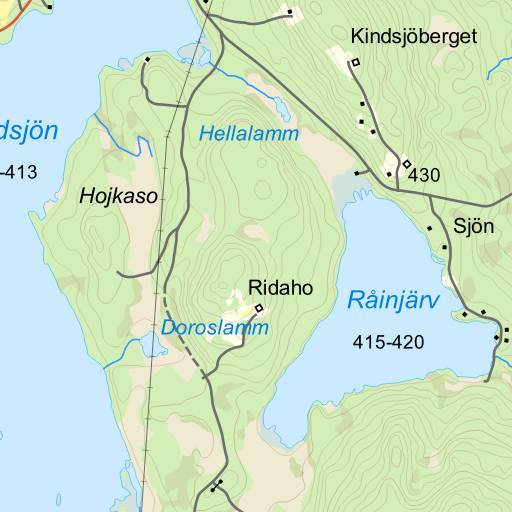 Kindsjöberget
dsjön
Hellalamm
-413
430
Hojkaso
Sjön
Ridaho
Råinjärv
Doroslamm
415-420